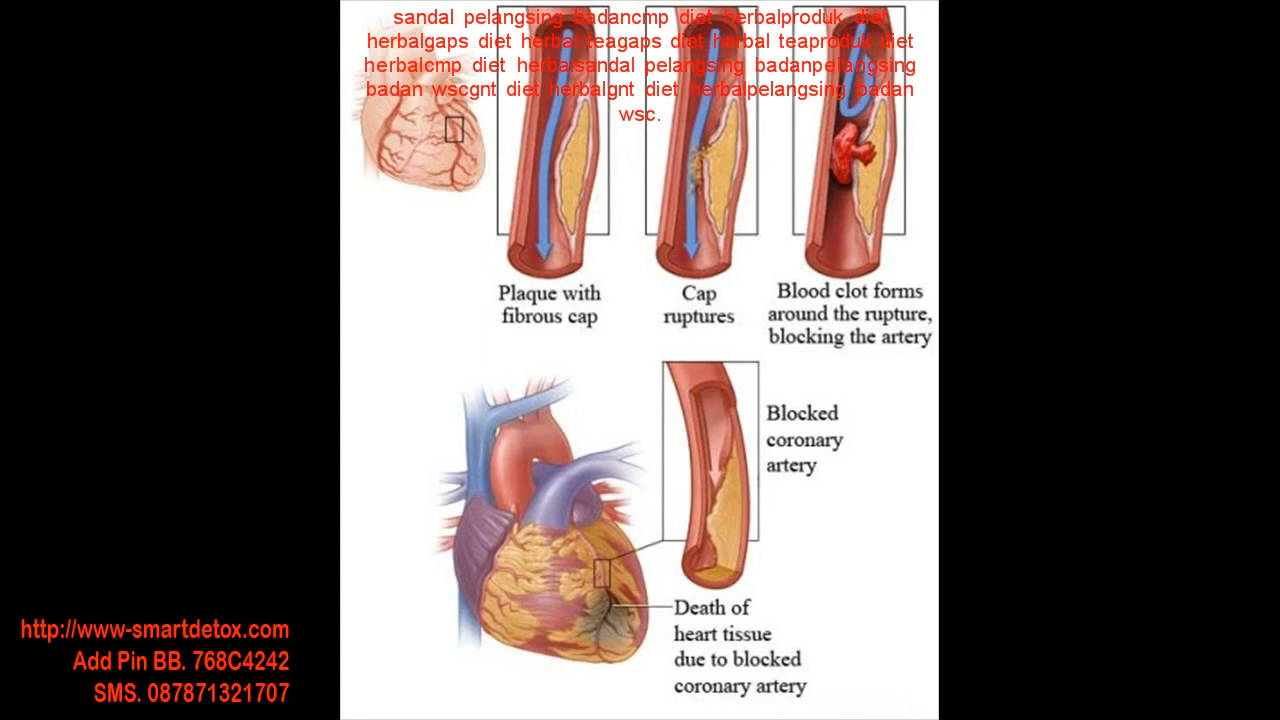 sandal pelangsing badancmp diet herbalproduk diet
herbalgaps diet herbal teagaps diet herbal teaproduk diet
herbalcmp diet herbalsandal pelangsing badanpelangsing
badan wscgnt diet herbalgnt diet herbalpelangsing badan
wsc.
Plaque with
fibrous cap
Cap
ruptures
Blood clot forms
around the rupture,
blocking the artery
Blocked
coronary
artery
Death of
heart tissue
due to blocked
coronary artery
http://www-smartdetox.com
Add Pin BB. 768C4242
SMS. 087871321707